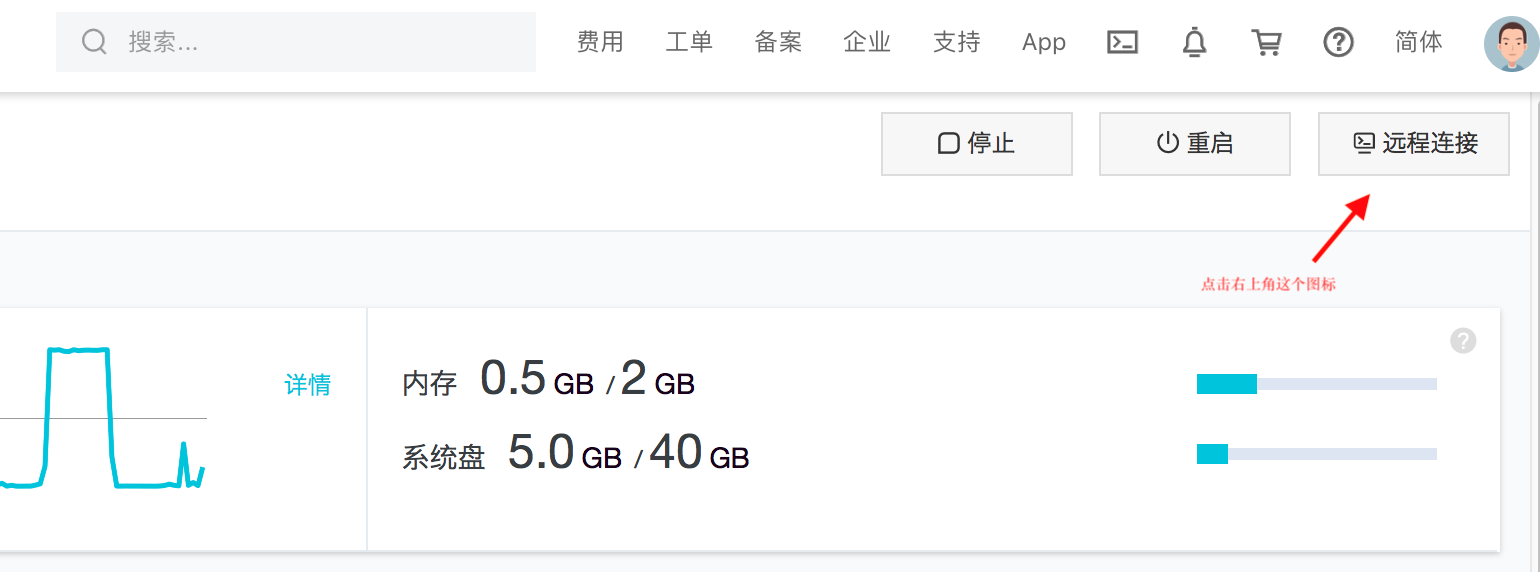 搜索... 费用 工单 备案 企业 支持 App 简体
停止 重启 远程连接
点击右上角这个图标
详情 内存 0.5 GB / 2 GB
系统盘 5.0 GB / 40 GB